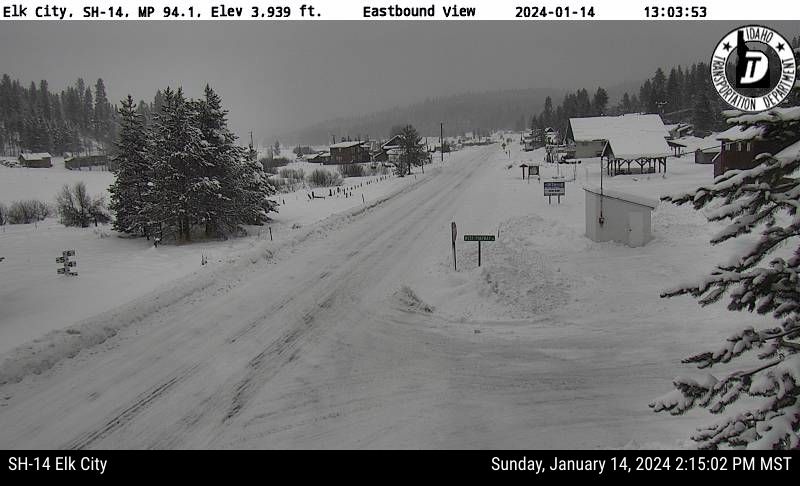 Elk City, SH-14, MP 94.1, Elev 3,939 ft. Eastbound View 2024-01-14 13:03:53
IDAHO
TRANSPORTATION DEPARTMENT
SH-14 Elk City
Sunday, January 14, 2024 2:15:02 PM MST